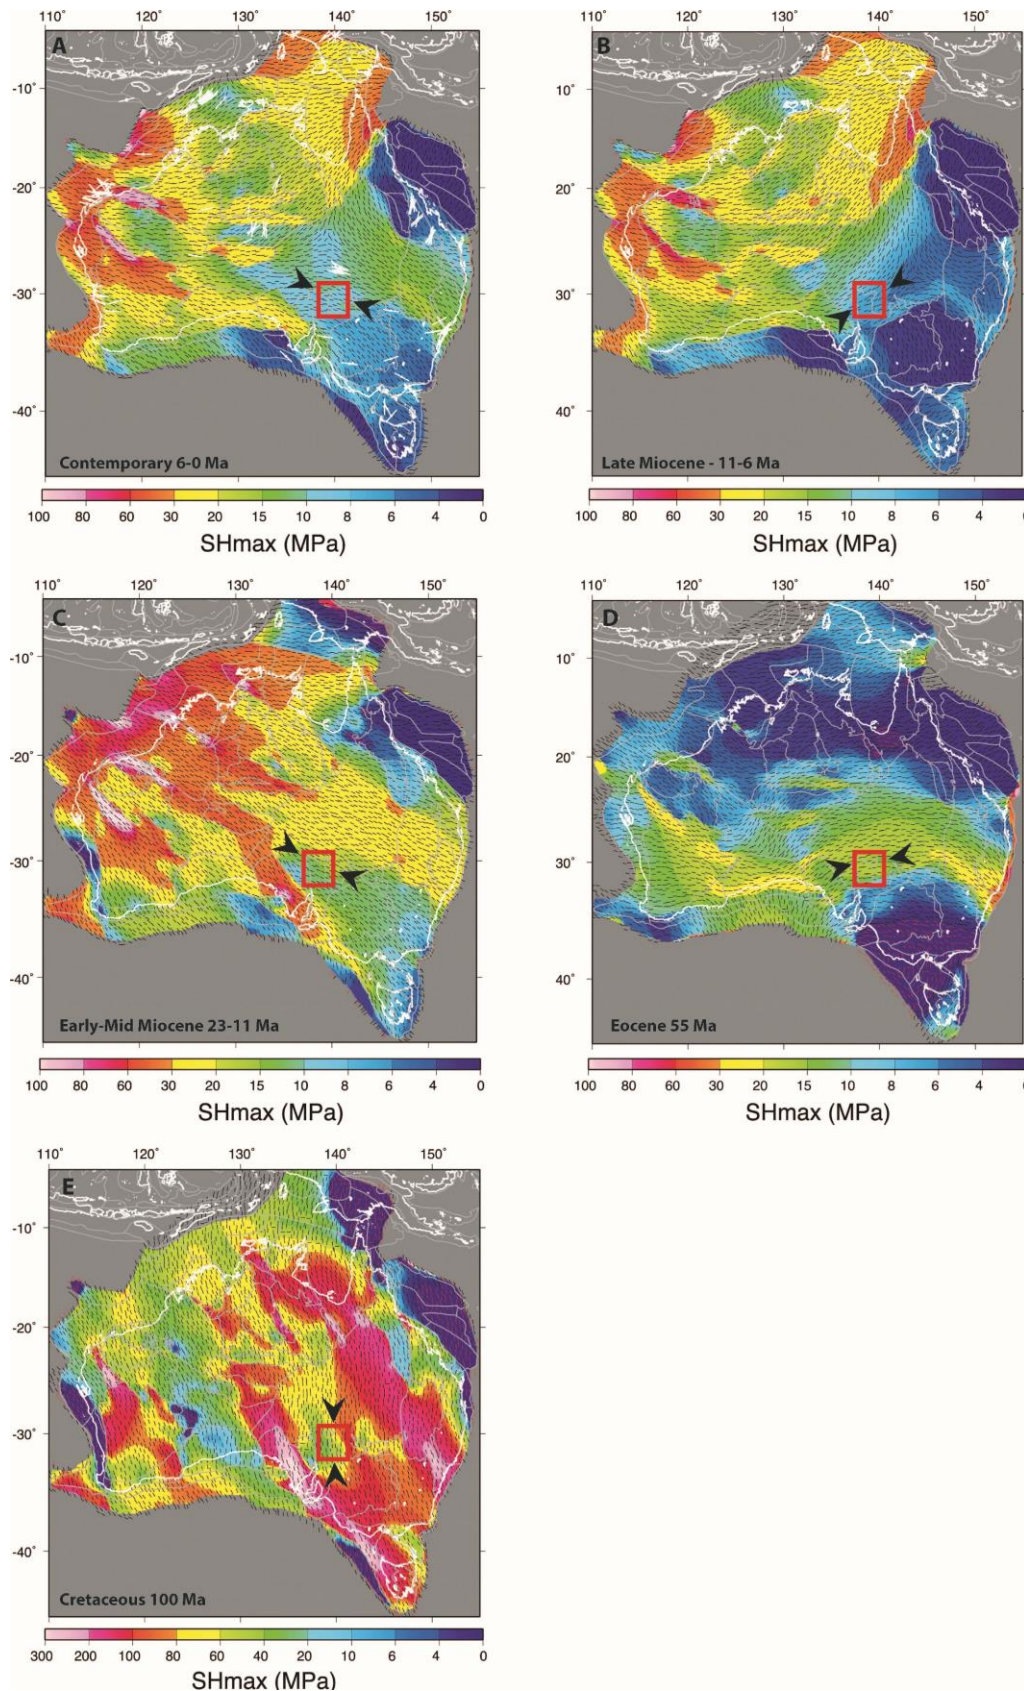 110° 120° 130° 140° 150°
A
-10°
-20°
-30°
-40°
Contemporary 6-0 Ma
100 80 60 30 20 15 10 8 6 4 0
SHmax (MPa)
110° 120° 130° 140° 150°
B
10°
20°
30°
40°
Late Miocene - 11-6 Ma
100 80 60 30 20 15 10 8 6 4 0
SHmax (MPa)
110° 120° 130° 140° 150°
C
-10°
-20°
-30°
-40°
Early-Mid Miocene 23-11 Ma
100 80 60 30 20 15 10 8 6 4 0
SHmax (MPa)
110° 120° 130° 140° 150°
D
10°
20°
30°
40°
Eocene 55 Ma
100 80 60 30 20 15 10 8 6 4
SHmax (MPa)
110° 120° 130° 140° 150°
E
-10°
-20°
-30°
-40°
Cretaceous 100 Ma
300 200 100 80 60 40 20 10 6 4 0
SHmax (MPa)